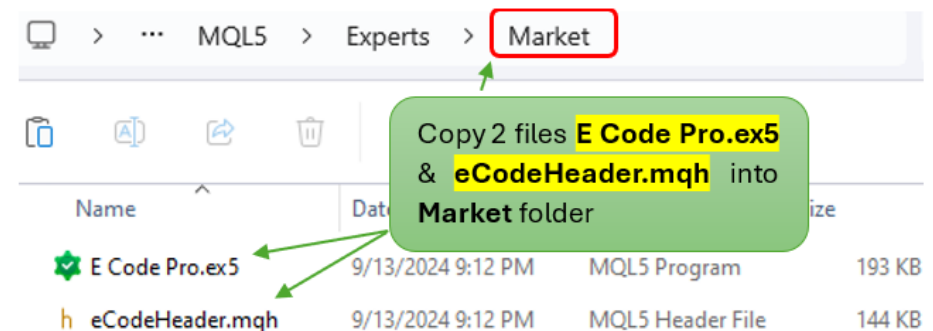 ... MQL5 > Experts > Market
Copy 2 files E Code Pro.ex5
& eCodeHeader.mqh into
Market folder
Name Dat ize
E Code Pro.ex5 9/13/2024 9:12 PM MQL5 Program 193 KB
h eCodeHeader.mqh 9/13/2024 9:12 PM MQL5 Header File 144 KB